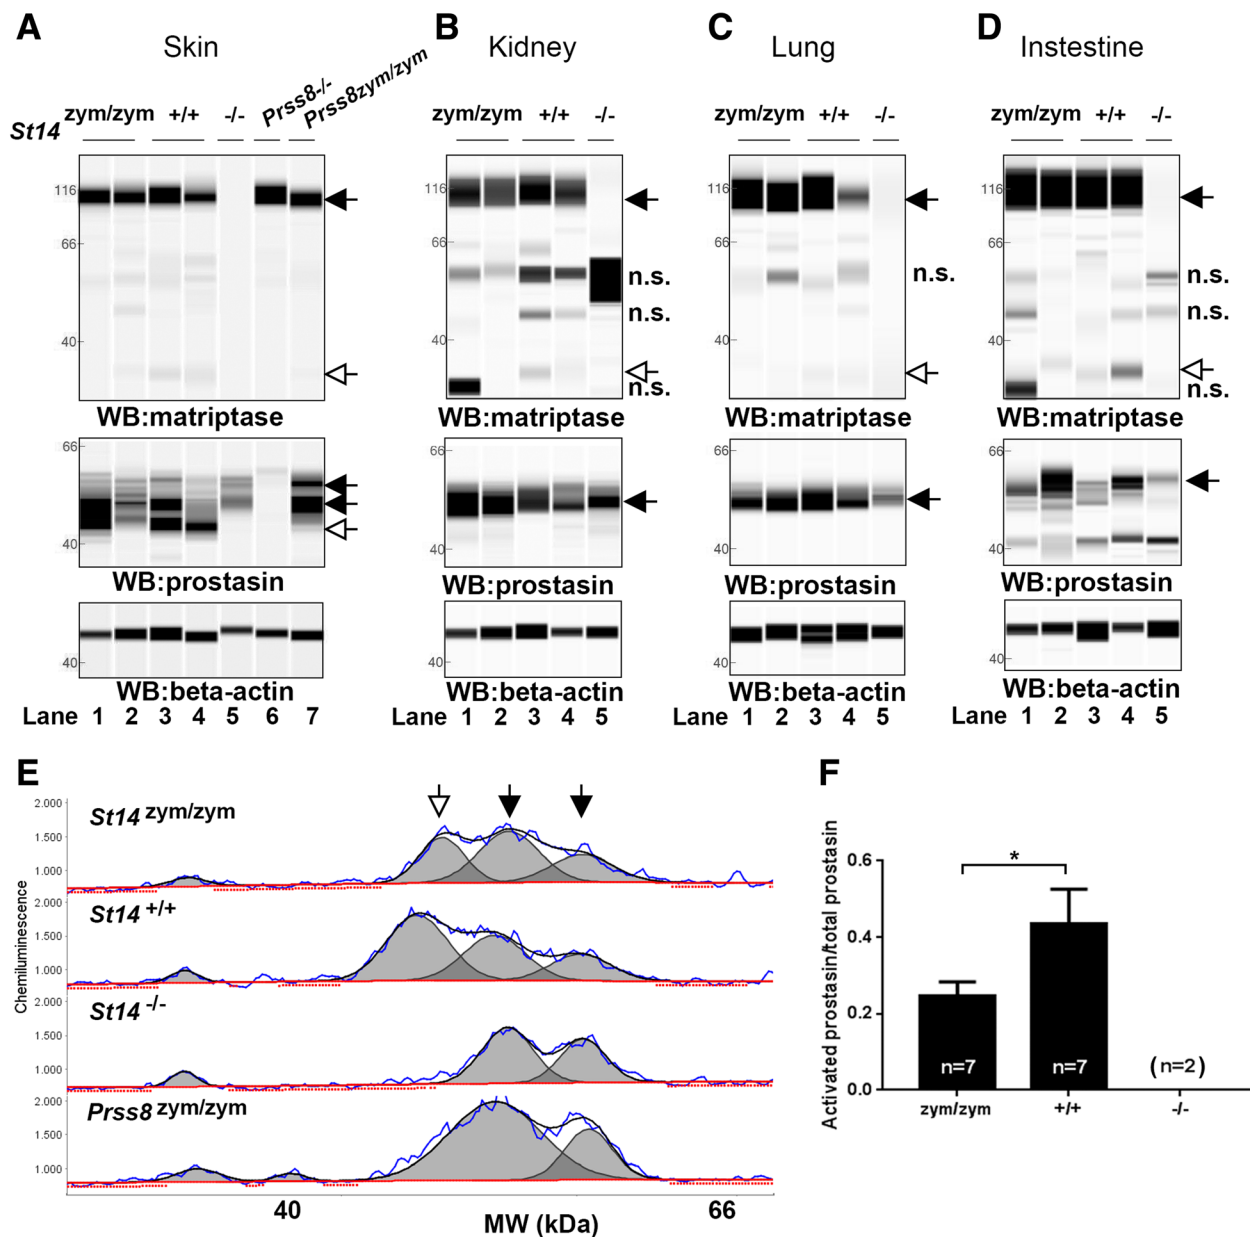 A
Skin
B
Kidney
C
Lung
D
Instestine
St14
zym/zym
+/+
-/-
Prss8-/-
Prss8zym/zym
zym/zym
+/+
-/-
zym/zym
+/+
-/-
zym/zym
+/+
-/-
116
66
40
WB:matriptase
116
66
40
n.s.
n.s.
n.s.
WB:matriptase
116
66
40
n.s.
WB:matriptase
116
66
40
n.s.
n.s.
n.s.
WB:matriptase
66
40
WB:prostasin
66
40
WB:prostasin
66
40
WB:prostasin
66
40
WB:prostasin
40
WB:beta-actin
40
WB:beta-actin
40
WB:beta-actin
40
WB:beta-actin
Lane 1 2 3 4 5 6 7
Lane 1 2 3 4 5
Lane 1 2 3 4 5
Lane 1 2 3 4 5
E
Chemiluminescence
2.000
1.500
1.000
St14 zym/zym
2.000
1.500
1.000
St14 +/+
2.000
1.500
1.000
St14 -/-
2.000
1.500
1.000
Prss8 zym/zym
40
MW (kDa)
66
F
Activated prostasin/total prostasin
0.6
0.4
0.2
0.0
*
n=7
n=7
(n=2)
zym/zym
+/+
-/-